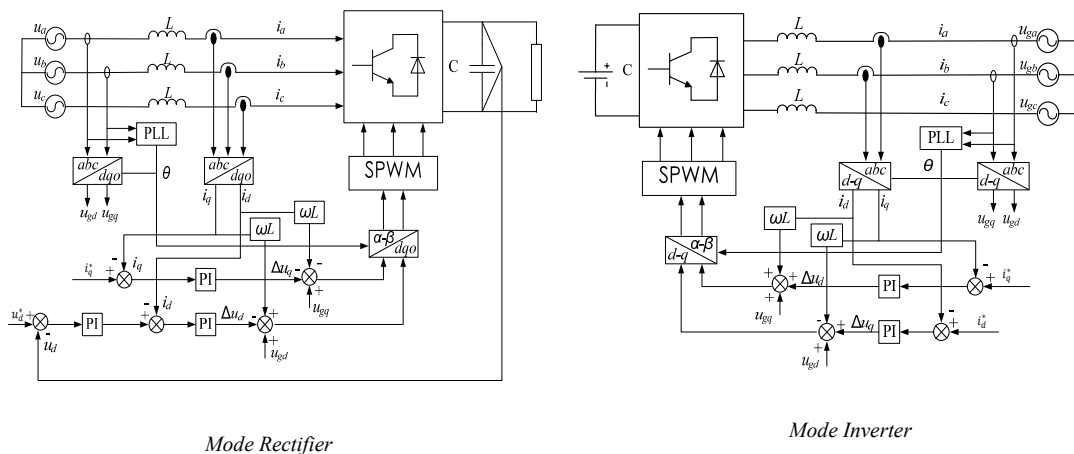 u_a L i_a
u_b L i_b
u_c L i_c
C
PLL
abc dqo
θ
abc dqo
SPWM
u_gd u_gq
i_q i_d
ωL
ωL
α-β dqo
i_q^* + - i_q PI Δu_q - - +
u_gq
u_d^* + - u_d PI - + i_d PI Δu_d + - +
u_gd
Mode Rectifier
C +
L i_a u_ga
L i_b u_gb
L i_c u_gc
PLL
SPWM
θ
d-q abc
d-q abc
i_d i_q
u_gq u_gd
ωL
ωL
d-q α-β
+ + + Δu_d PI - + i_q^*
u_gq
- + + Δu_q PI - + i_d^*
u_gd
Mode Inverter